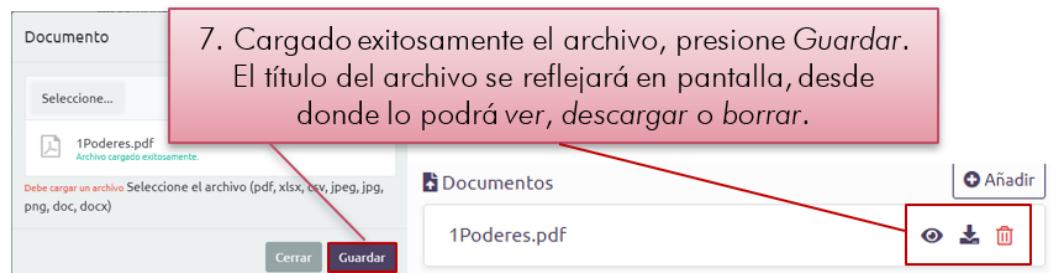 Documento
7. Cargado exitosamente el archivo, presione Guardar.
El título del archivo se reflejará en pantalla, desde
donde lo podrá ver, descargar o borrar.
Seleccione...
1Poderes.pdf
Archivo cargado exitosamente.
Debe cargar un archivo Seleccione el archivo (pdf, xlsx, csv, jpeg, jpg,
png, doc, docx)
Cerrar
Guardar
Documentos
Añadir
1Poderes.pdf